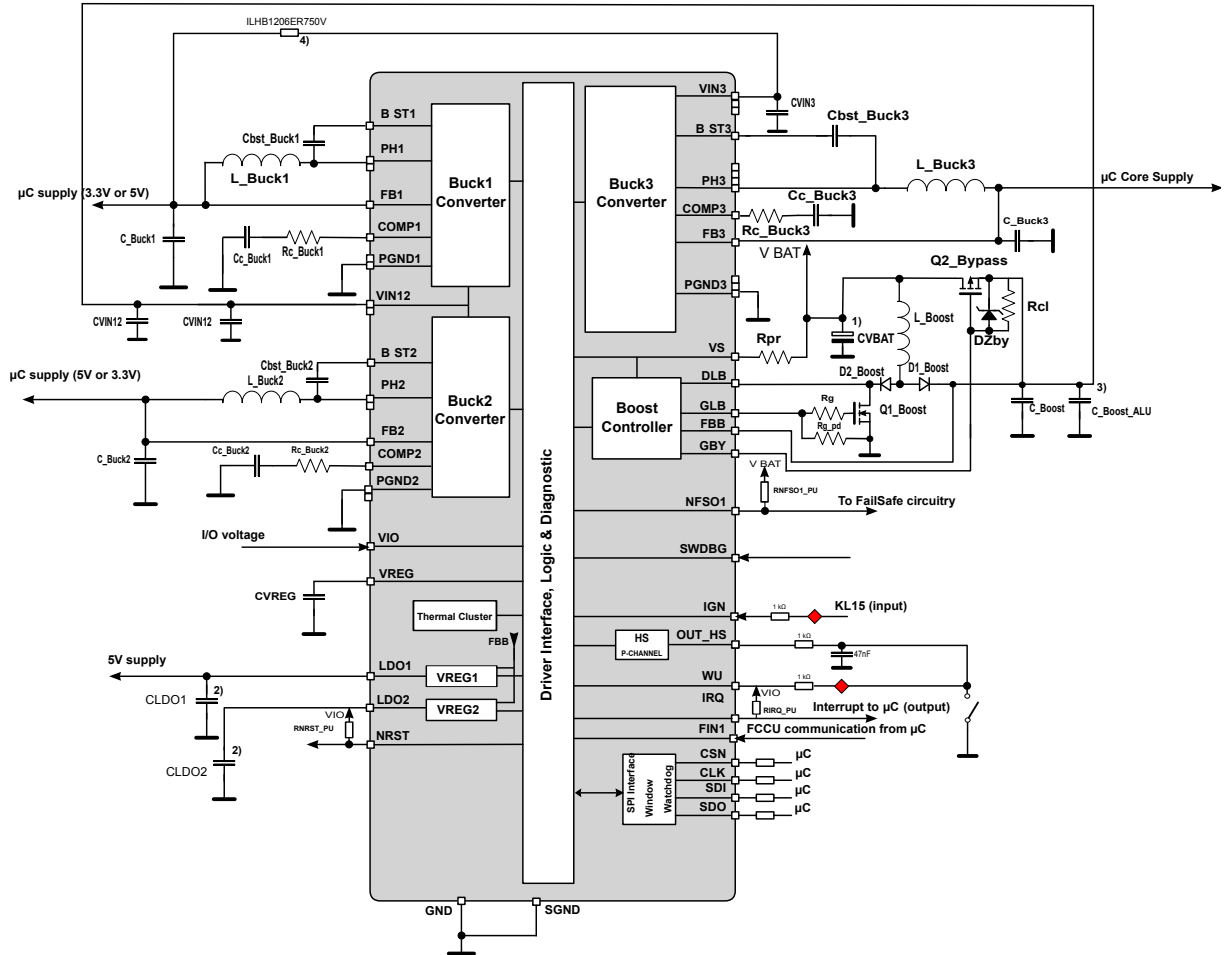 ILHB1206ER750V
4)
VIN3
CVIN3
B ST1
Cbst_Buck1
PH1
L_Buck1
µC supply (3.3V or 5V)
FB1
C_Buck1
COMP1
Cc_Buck1
Rc_Buck1
PGND1
VIN12
CVIN12
CVIN12
Buck1
Converter
B ST2
Cbst_Buck2
L_Buck2
PH2
µC supply (5V or 3.3V)
FB2
C_Buck2
COMP2
Cc_Buck2
Rc_Buck2
PGND2
Buck2
Converter
I/O voltage
VIO
VREG
CVREG
Thermal Cluster
FBB
5V supply
LDO1
VREG1
2)
CLDO1
LDO2
VREG2
VIO
RNRST_PU
NRST
2)
CLDO2
Driver Interface, Logic & Diagnostic
Buck3
Converter
B ST3
Cbst_Buck3
PH3
L_Buck3
µC Core Supply
COMP3
Cc_Buck3
Rc_Buck3
FB3
C_Buck3
V BAT
PGND3
Q2_Bypass
Rcl
DZby
L_Boost
1)
CVBAT
VS
Rpr
Boost
Controller
DLB
D2_Boost
D1_Boost
3)
C_Boost
C_Boost_ALU
GLB
Rg
Q1_Boost
Rg_pd
FBB
GBY
V BAT
RNFSO1_PU
NFSO1
To FailSafe circuitry
SWDBG
IGN
1 kΩ
KL15 (input)
HS
P-CHANNEL
OUT_HS
1 kΩ
47nF
WU
1 kΩ
VIO
RIRQ_PU
IRQ
Interrupt to µC (output)
FIN1
FCCU communication from µC
SPI Interface
Window
Watchdog
CSN
µC
CLK
µC
SDI
µC
SDO
µC
GND
SGND